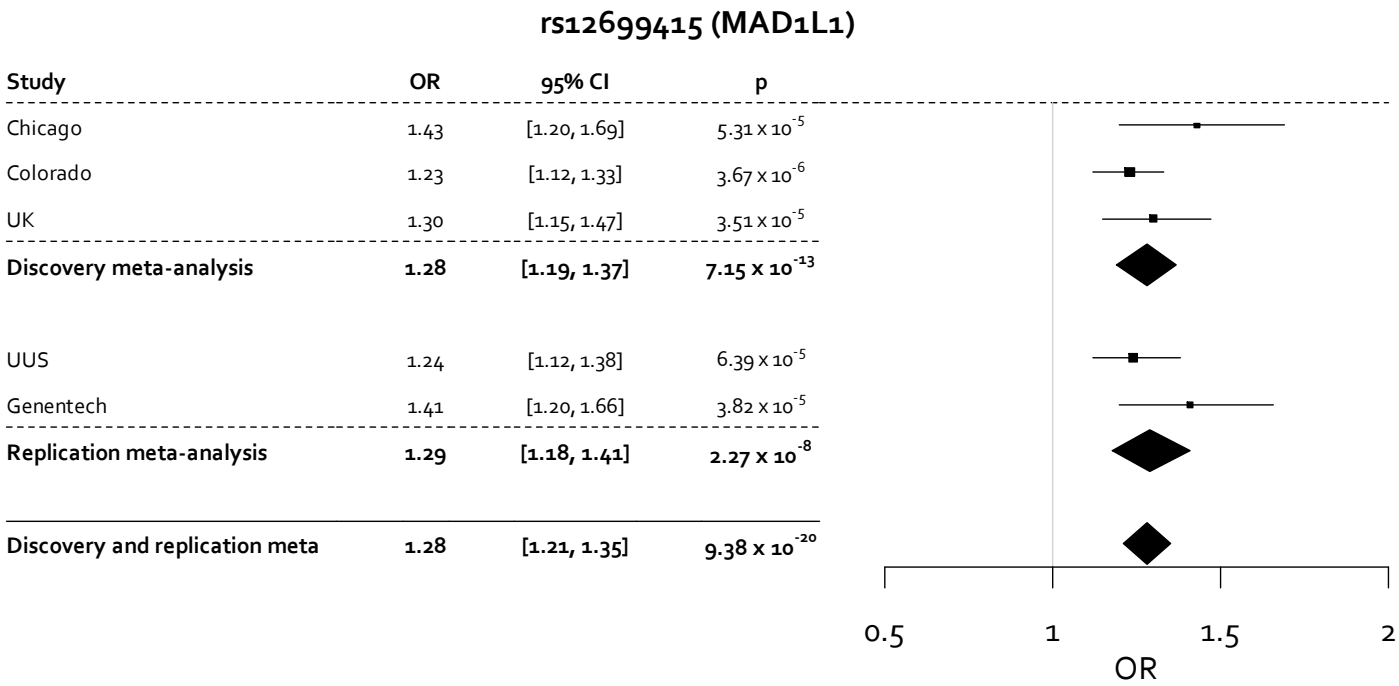 rs12699415 (MAD1L1)
Study OR 95% CI p
Chicago 1.43 [1.20, 1.69] 5.31 x 10⁻⁵
Colorado 1.23 [1.12, 1.33] 3.67 x 10⁻⁶
UK 1.30 [1.15, 1.47] 3.51 x 10⁻⁵
Discovery meta-analysis 1.28 [1.19, 1.37] 7.15 x 10⁻¹³
UUS 1.24 [1.12, 1.38] 6.39 x 10⁻⁵
Genentech 1.41 [1.20, 1.66] 3.82 x 10⁻⁵
Replication meta-analysis 1.29 [1.18, 1.41] 2.27 x 10⁻⁸
Discovery and replication meta 1.28 [1.21, 1.35] 9.38 x 10⁻²⁰
0.5 1 1.5 2
OR